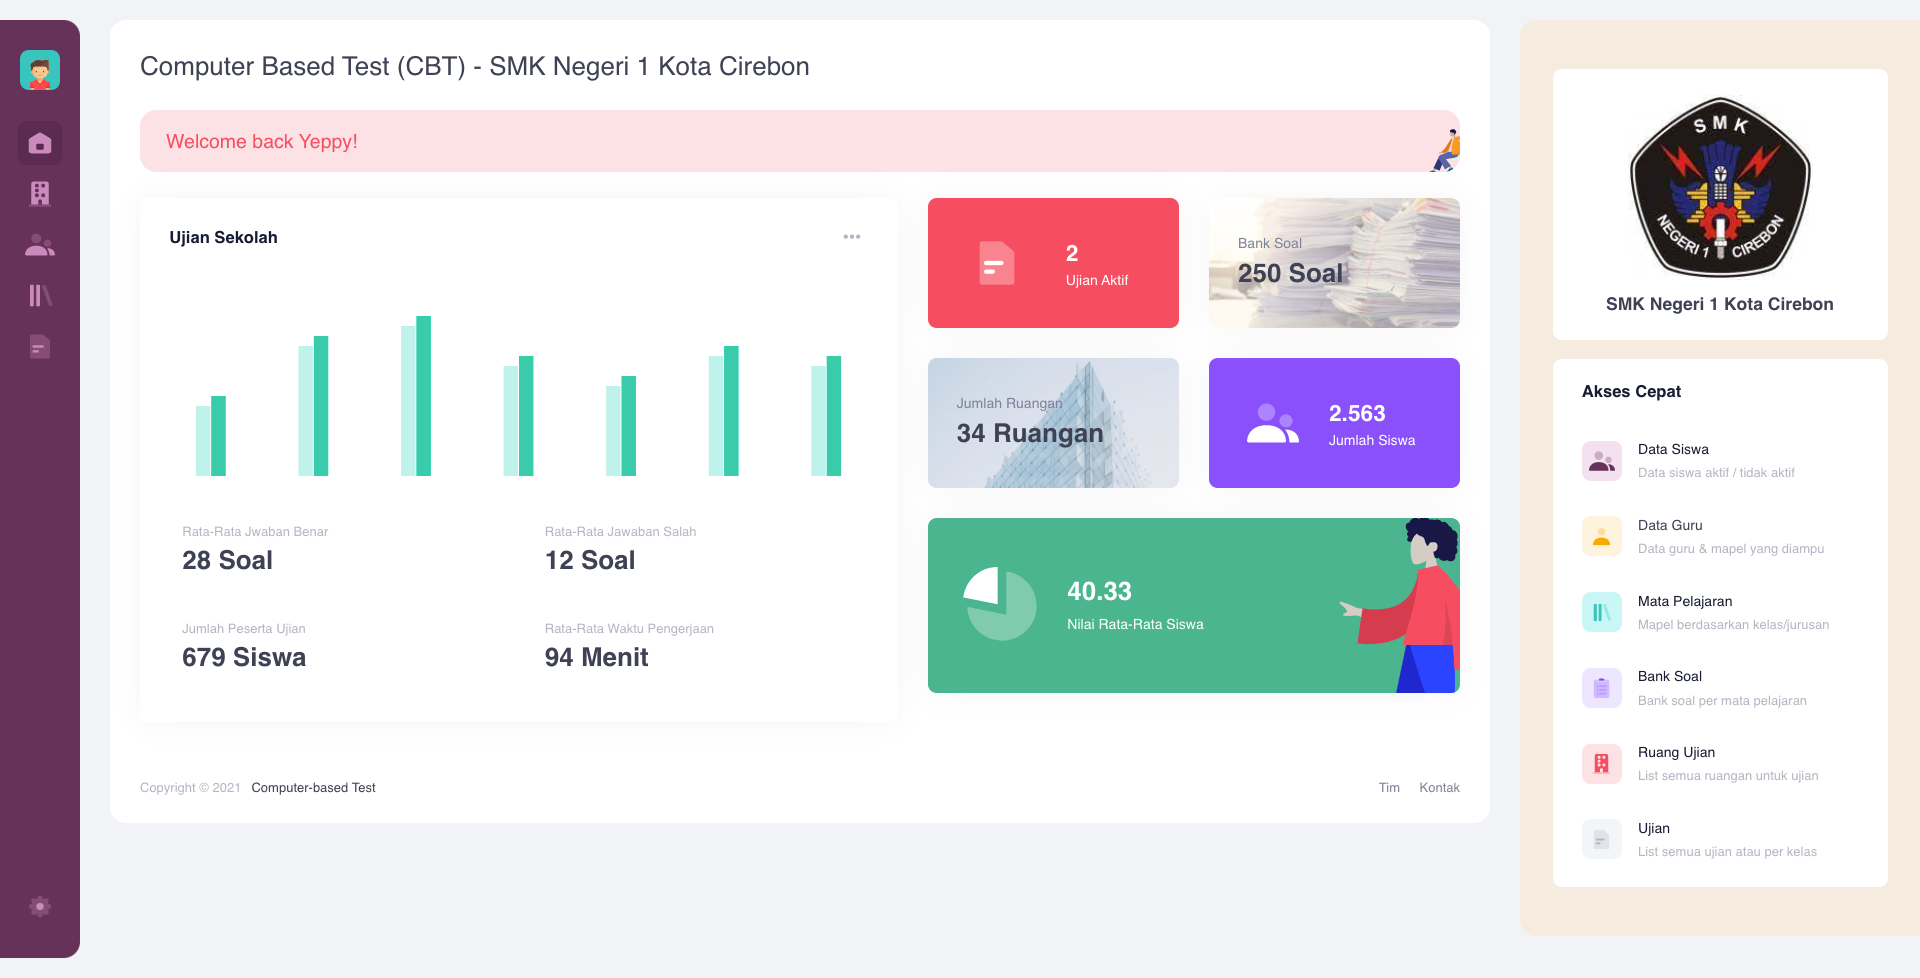 Computer Based Test (CBT) - SMK Negeri 1 Kota Cirebon
Welcome back Yeppy!
Ujian Sekolah
Rata-Rata Jwaban Benar
28 Soal
Rata-Rata Jawaban Salah
12 Soal
Jumlah Peserta Ujian
679 Siswa
Rata-Rata Waktu Pengerjaan
94 Menit
2
Ujian Aktif
Bank Soal
250 Soal
Jumlah Ruangan
34 Ruangan
2.563
Jumlah Siswa
40.33
Nilai Rata-Rata Siswa
Copyright © 2021 Computer-based Test
Tim Kontak
SMK
NEGERI 1 CIREBON
SMK Negeri 1 Kota Cirebon
Akses Cepat
Data Siswa
Data siswa aktif / tidak aktif
Data Guru
Data guru & mapel yang diampu
Mata Pelajaran
Mapel berdasarkan kelas/jurusan
Bank Soal
Bank soal per mata pelajaran
Ruang Ujian
List semua ruangan untuk ujian
Ujian
List semua ujian atau per kelas